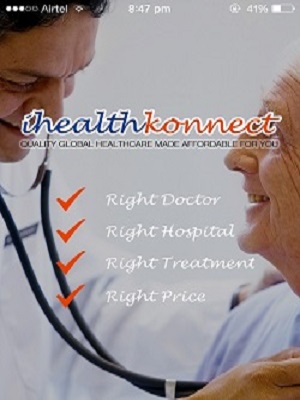 Airtel 8:47 pm 41%
ihealthkonnect
QUALITY GLOBAL HEALTHCARE MADE AFFORDABLE FOR YOU
Right Doctor
Right Hospital
Right Treatment
Right Price